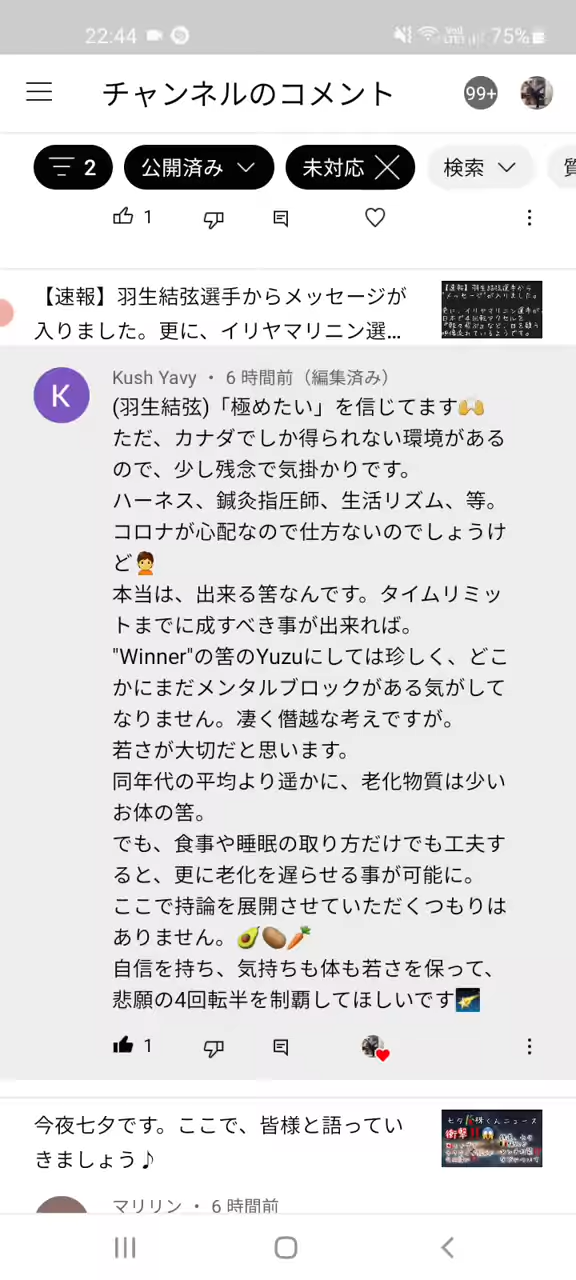 22:44
75%
チャンネルのコメント
99+
2
公開済み
未対応
検索
1
【速報】羽生結弦選手からメッセージが
入りました。更に、イリヤマリニン選...
K
Kush Yavy ・ 6 時間前（編集済み）
(羽生結弦)「極めたい」を信じてます🙌
ただ、カナダでしか得られない環境がある
ので、少し残念で気掛かりです。
ハーネス、鍼灸指圧師、生活リズム、等。
コロナが心配なので仕方ないのでしょうけ
ど🙍
本当は、出来る筈なんです。タイムリミッ
トまでに成すべき事が出来れば。
"Winner"の筈のYuzuにしては珍しく、どこ
かにまだメンタルブロックがある気がして
なりません。凄く僭越な考えですが。
若さが大切だと思います。
同年代の平均より遥かに、老化物質は少い
お体の筈。
でも、食事や睡眠の取り方だけでも工夫す
ると、更に老化を遅らせる事が可能に。
ここで持論を展開させていただくつもりは
ありません。🥑🥔🥕
自信を持ち、気持ちも体も若さを保って、
悲願の4回転半を制覇してほしいです🌠
1
今夜七夕です。ここで、皆様と語ってい
きましょう♪
マリリン ・ 6 時間前